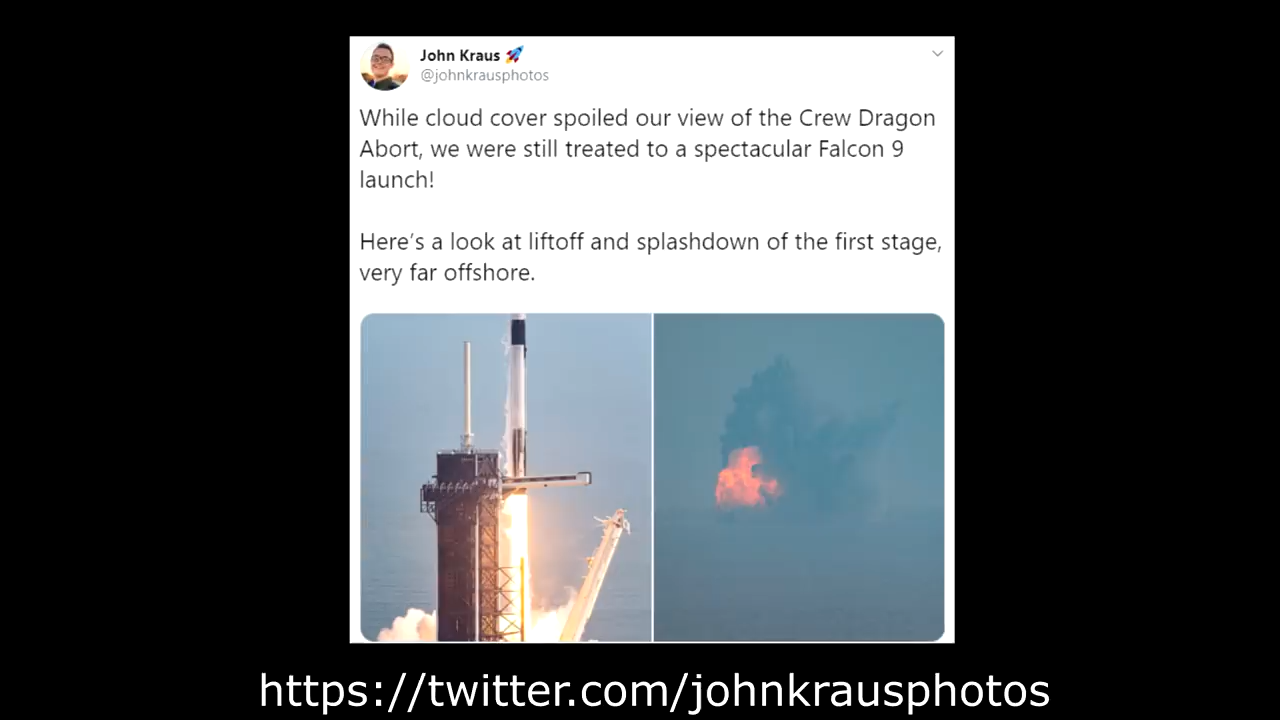 John Kraus 🚀
@johnkrausphotos
While cloud cover spoiled our view of the Crew Dragon
Abort, we were still treated to a spectacular Falcon 9
launch!
Here’s a look at liftoff and splashdown of the first stage,
very far offshore.
https://twitter.com/johnkrausphotos